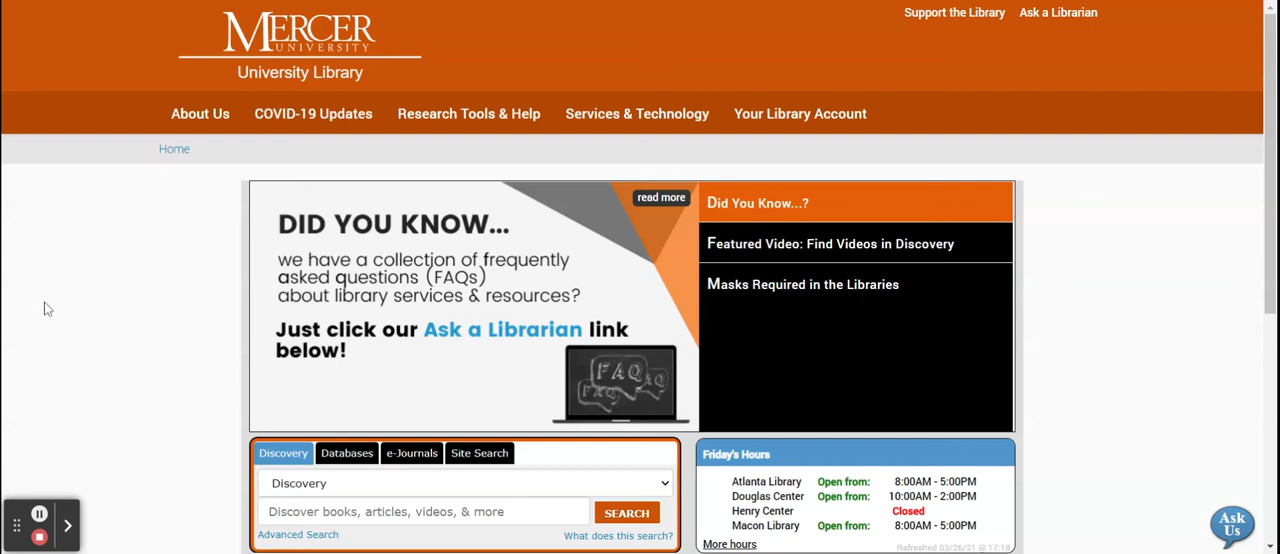 Support the Library Ask a Librarian
MERCER
UNIVERSITY
University Library
About Us COVID-19 Updates Research Tools & Help Services & Technology Your Library Account
Home
read more
DID YOU KNOW...
we have a collection of frequently
asked questions (FAQs)
about library services & resources?
Just click our Ask a Librarian link
below!
FAQ
FAQ
AQ
Did You Know...?
Featured Video: Find Videos in Discovery
Masks Required in the Libraries
Discovery Databases e-Journals Site Search
Discovery
Discover books, articles, videos, & more SEARCH
Advanced Search What does this search?
Friday's Hours
Atlanta Library Open from: 8:00AM - 5:00PM
Douglas Center Open from: 10:00AM - 2:00PM
Henry Center Closed
Macon Library Open from: 8:00AM - 5:00PM
More hours Refreshed 03/26/21 @ 17:18
Ask
Us